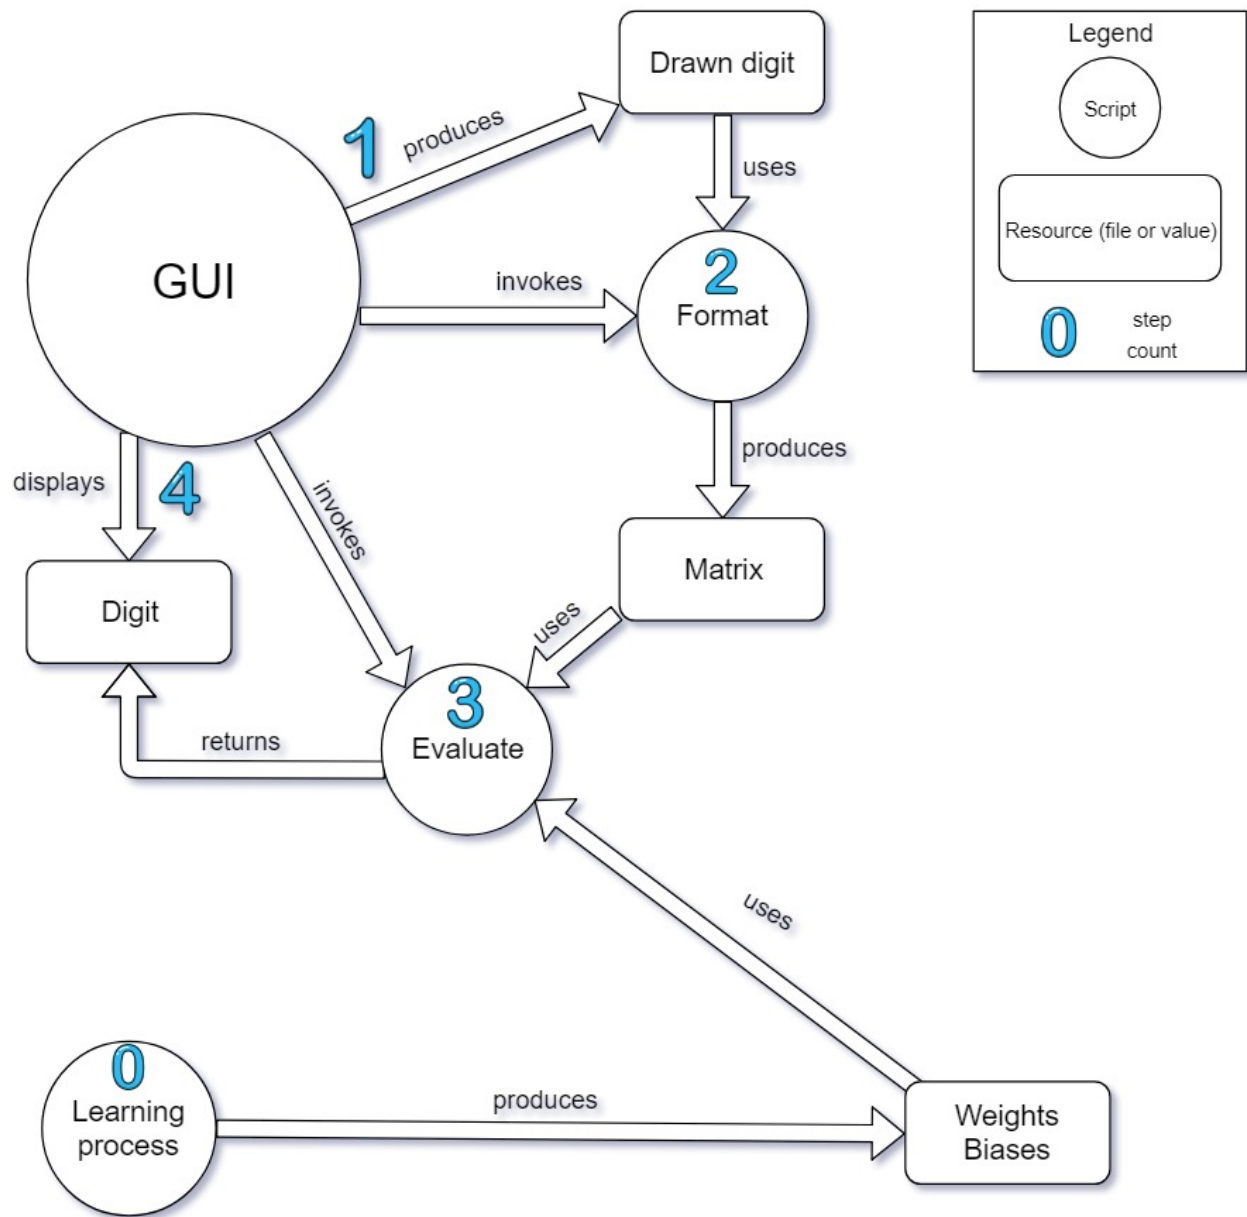 Drawn digit
Legend
Script
1
produces
uses
Resource (file or value)
GUI
invokes
2
Format
0
step
count
produces
displays
4
invokes
Matrix
Digit
uses
3
Evaluate
returns
uses
0
Learning
process
produces
Weights
Biases